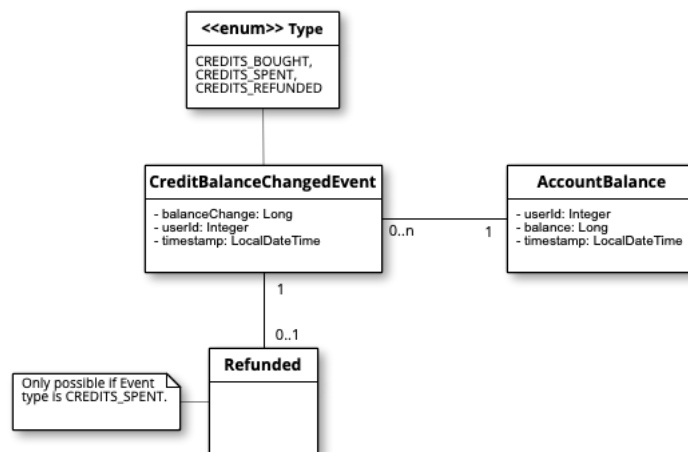 <<enum>> Type
CREDITS_BOUGHT,
CREDITS_SPENT,
CREDITS_REFUNDED
CreditBalanceChangedEvent
- balanceChange: Long
- userId: Integer
- timestamp: LocalDateTime
0..n
1
AccountBalance
- userId: Integer
- balance: Long
- timestamp: LocalDateTime
1
0..1
Refunded
Only possible if Event
type is CREDITS_SPENT.